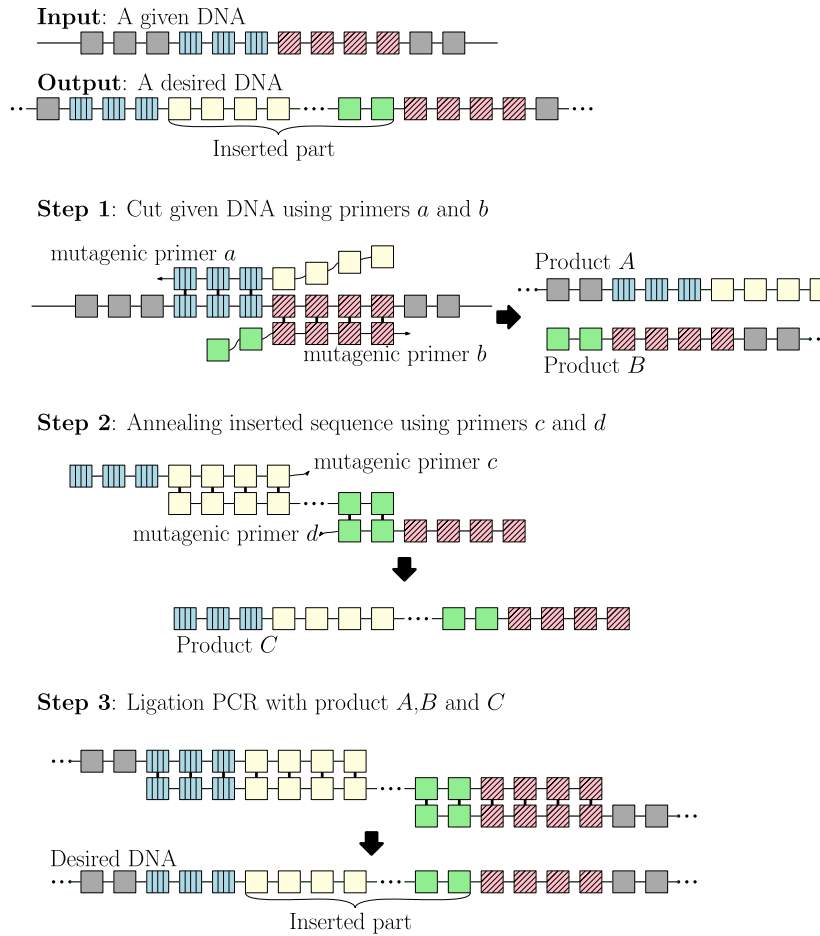 Input: A given DNA
Output: A desired DNA
Inserted part
Step 1: Cut given DNA using primers a and b
mutagenic primer a
mutagenic primer b
Product A
Product B
Step 2: Annealing inserted sequence using primers c and d
mutagenic primer c
mutagenic primer d
Product C
Step 3: Ligation PCR with product A,B and C
Desired DNA
Inserted part